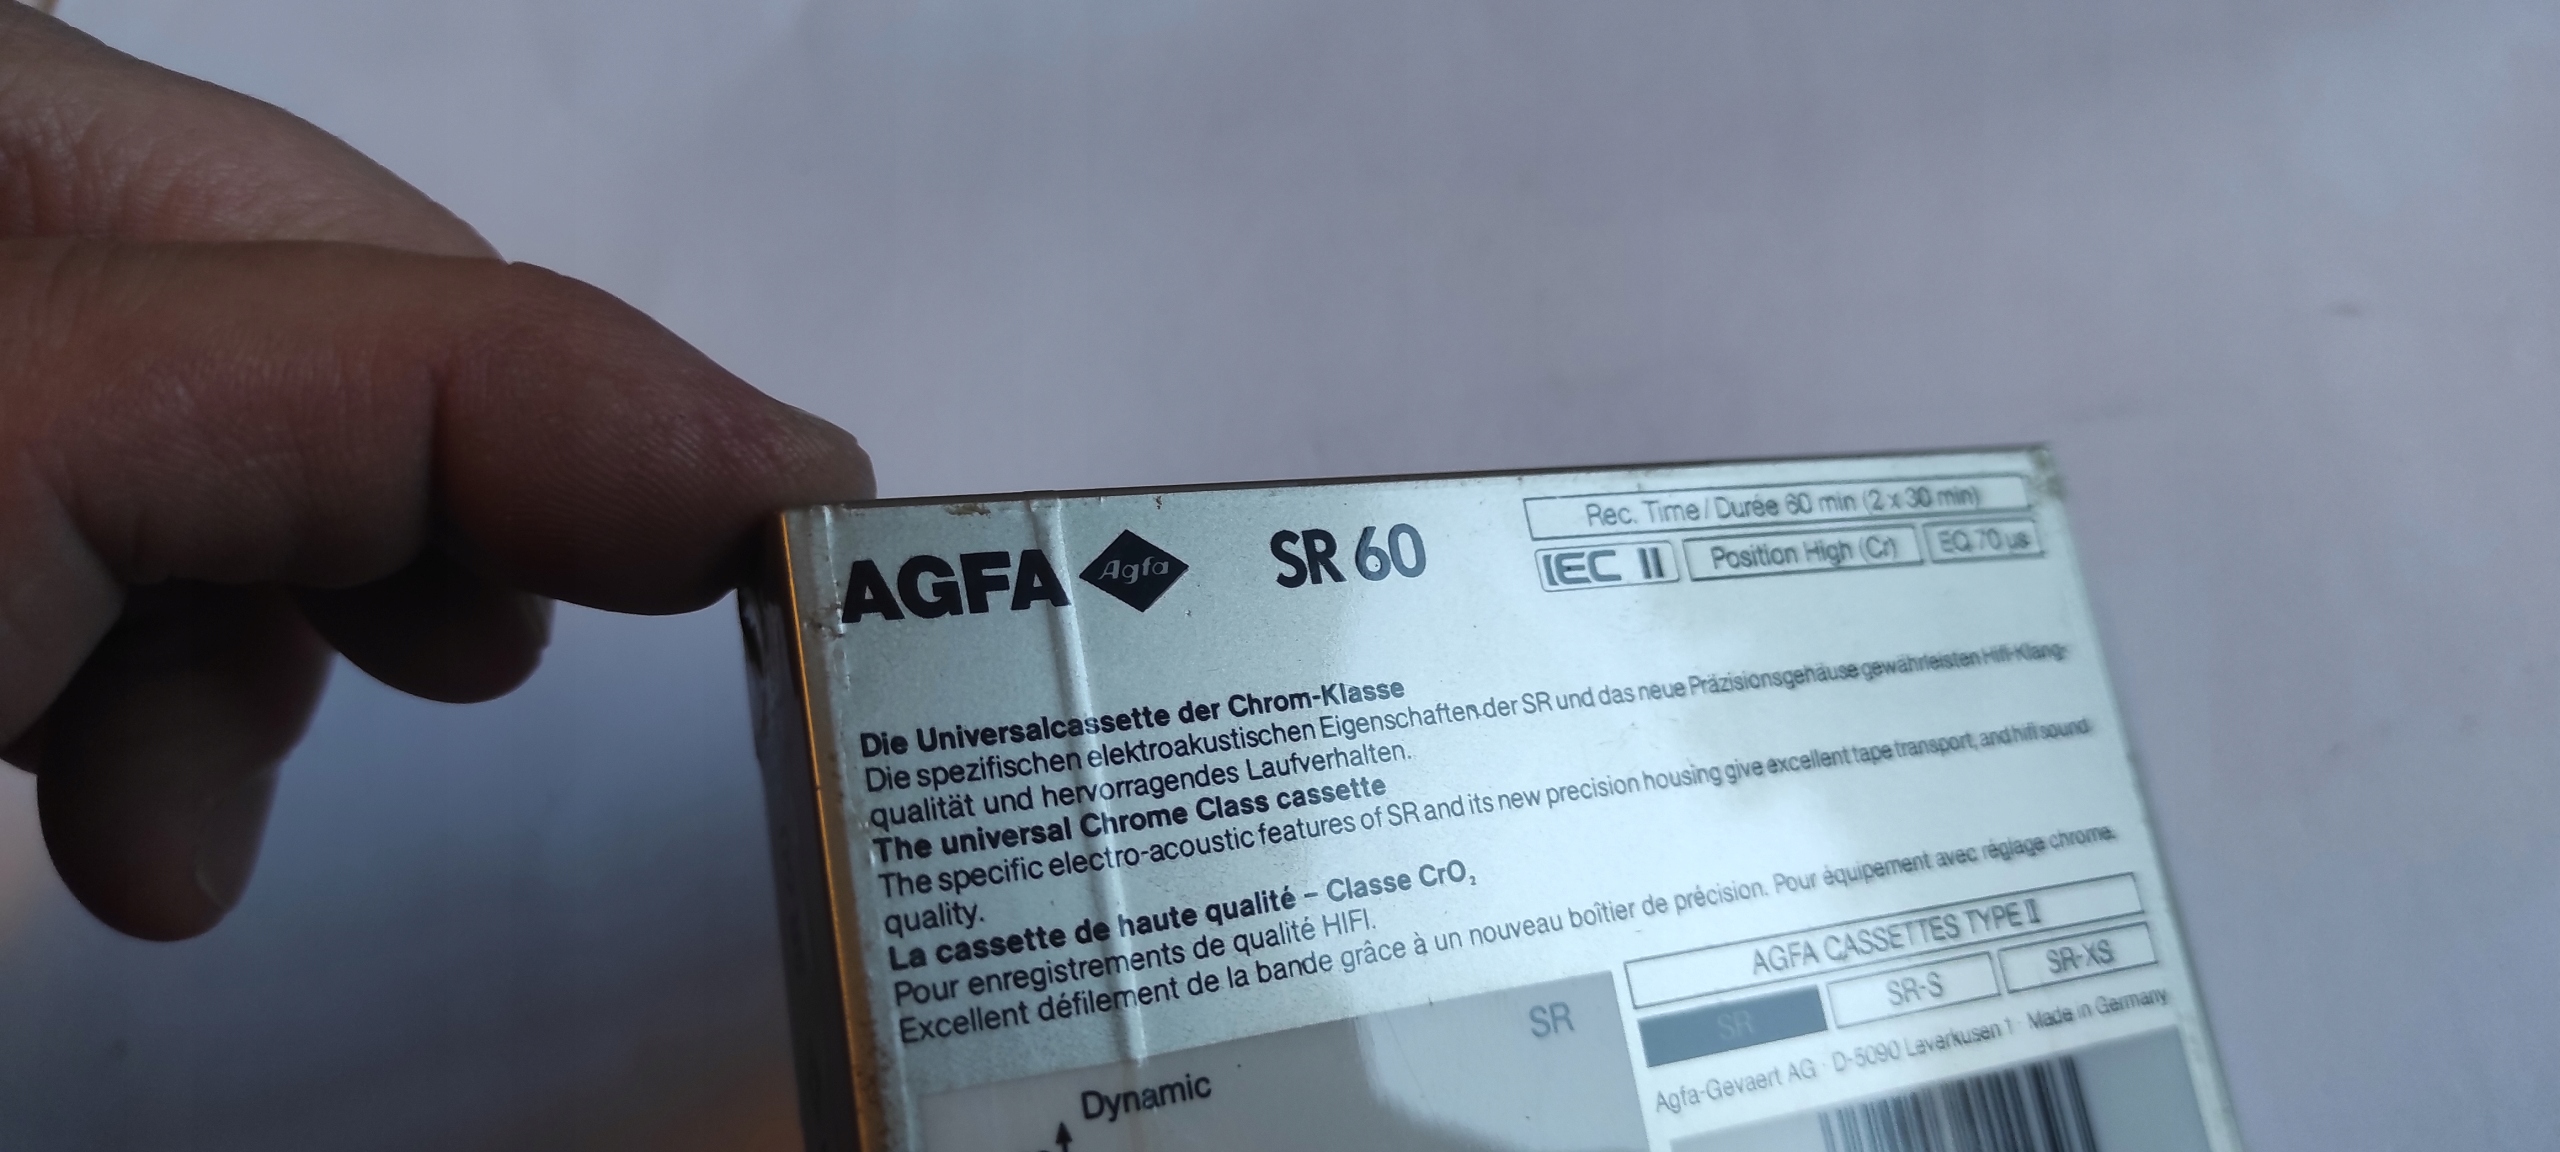 AGFA Agfa SR 60
Rec. Time / Durée 60 min (2 x 30 min)
IEC II Position High (Cr) EQ 70 µs
Die Universalcassette der Chrom-Klasse
Die spezifischen elektroakustischen Eigenschaften der SR und das neue Präzisionsgehäuse gewährleisten Hifi-Klang-
qualität und hervorragendes Laufverhalten.
The universal Chrome Class cassette
The specific electro-acoustic features of SR and its new precision housing give excellent tape transport, and hifi sound
quality.
La cassette de haute qualité – Classe CrO₂
Pour enregistrements de qualité HIFI.
Excellent défilement de la bande grâce à un nouveau boîtier de précision. Pour équipement avec réglage chrome.
AGFA CASSETTES TYPE II
SR SR-S SR-XS
Agfa-Gevaert AG · D-5090 Leverkusen 1 · Made in Germany
SR
Dynamic